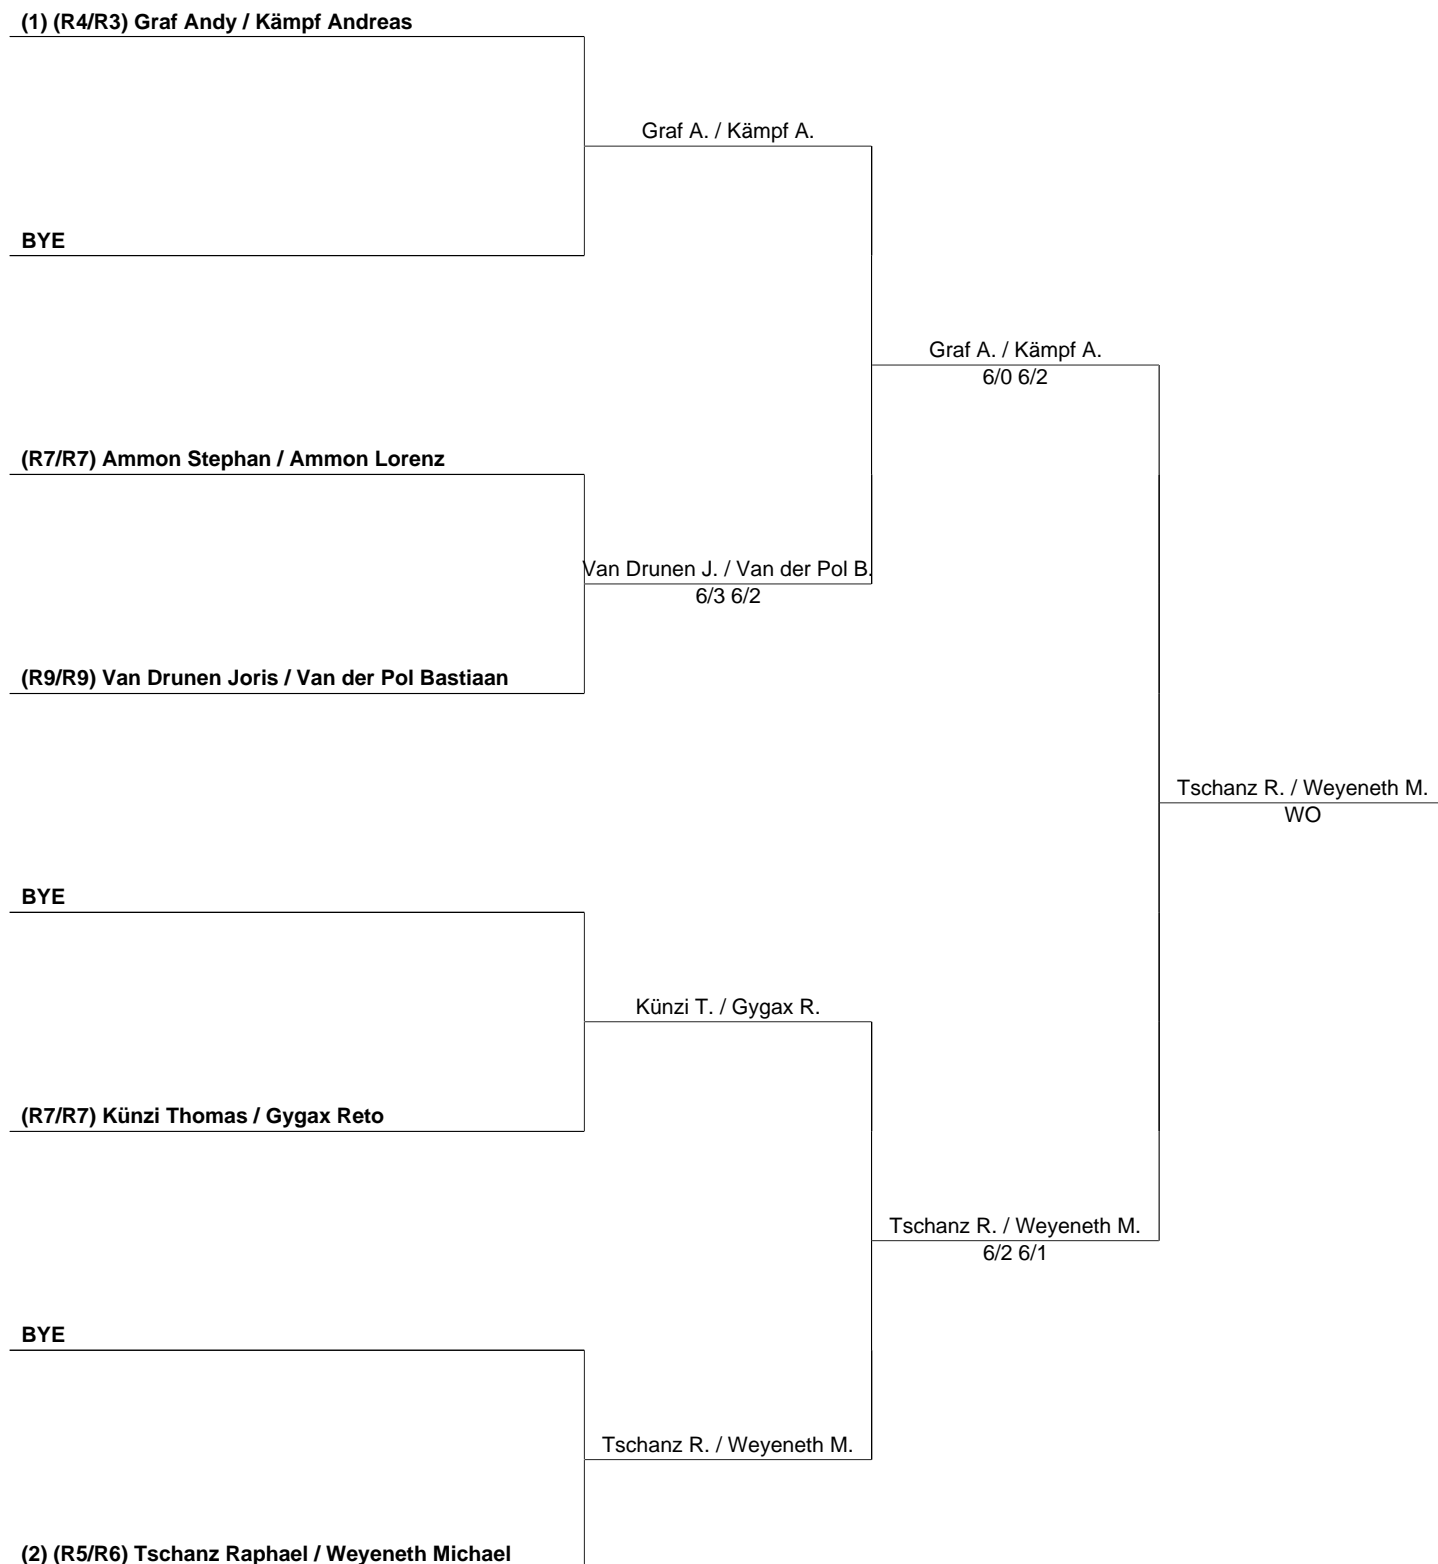 (1) (R4/R3) Graf Andy / Kämpf Andreas
Graf A. / Kämpf A.
BYE
Graf A. / Kämpf A.
6/0 6/2
(R7/R7) Ammon Stephan / Ammon Lorenz
Van Drunen J. / Van der Pol B.
6/3 6/2
(R9/R9) Van Drunen Joris / Van der Pol Bastiaan
Tschanz R. / Weyeneth M.
WO
BYE
Künzi T. / Gygax R.
(R7/R7) Künzi Thomas / Gygax Reto
Tschanz R. / Weyeneth M.
6/2 6/1
BYE
Tschanz R. / Weyeneth M.
(2) (R5/R6) Tschanz Raphael / Weyeneth Michael